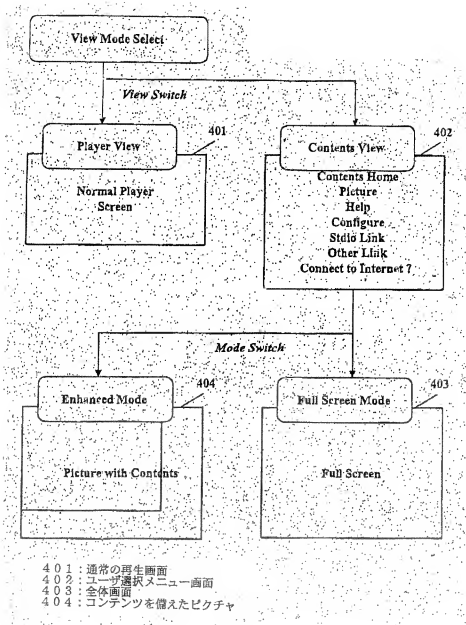 View Mode Select
View Switch
401
402
Player View
Contents View
Normal Player
Screen
Contents Home
Picture
Help
Configure
Stdio Link
Other Link
Connect to Internet ?
Mode Switch
404
403
Enhanced Mode
Full Screen Mode
Picture with Contents
Full Screen
401：通常の再生画面
402：ユーザ選択メニュー画面
403：全体画面
404：コンテンツを備えたピクチャ